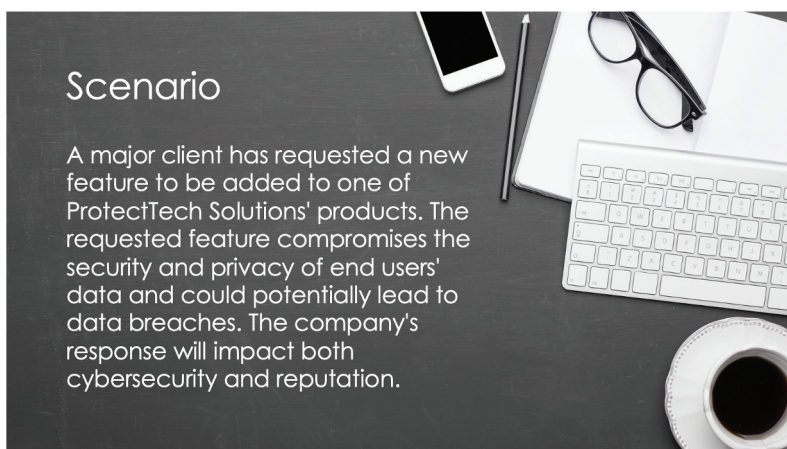 Scenario
A major client has requested a new
feature to be added to one of
ProtectTech Solutions' products. The
requested feature compromises the
security and privacy of end users'
data and could potentially lead to
data breaches. The company's
response will impact both
cybersecurity and reputation.